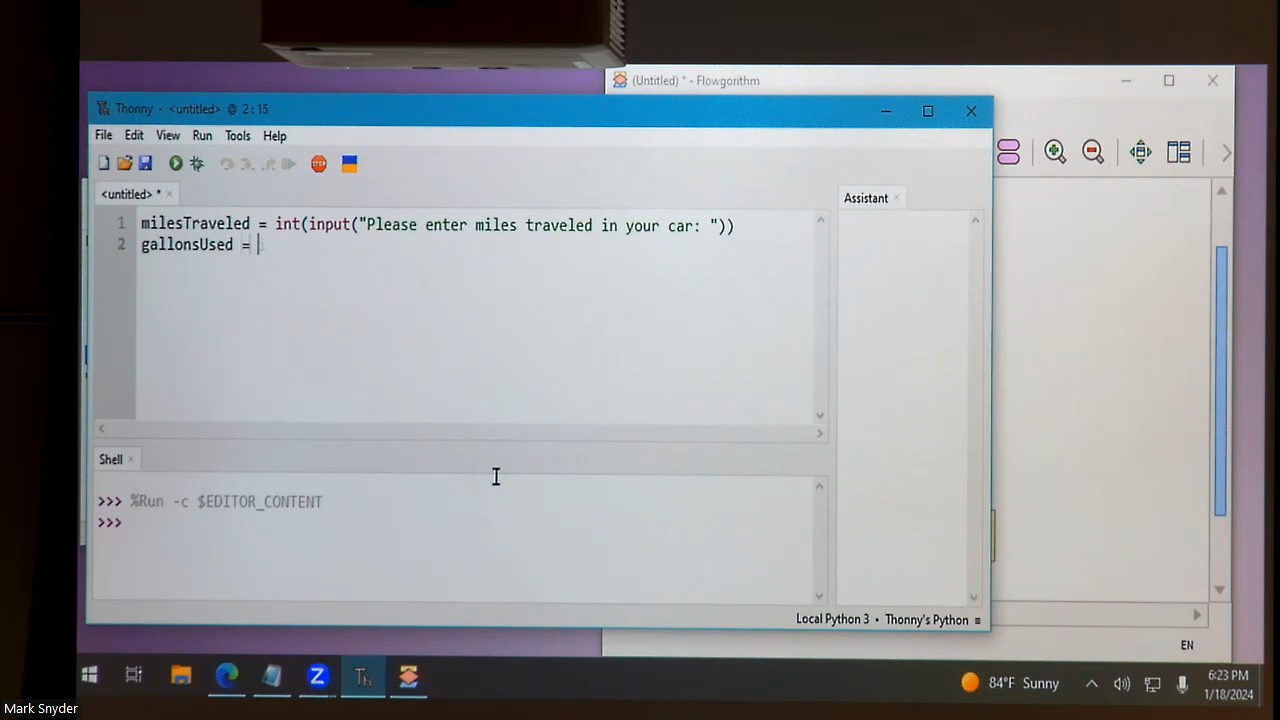 (Untitled) * - Flowgorithm
Thonny - <untitled> @ 2:15
File Edit View Run Tools Help
STOP
<untitled> *
Assistant
1 milesTraveled = int(input("Please enter miles traveled in your car: "))
2 gallonsUsed =
Shell
>>> %Run -c $EDITOR_CONTENT
>>>
Local Python 3 • Thonny's Python ≡
EN
Th
84°F Sunny
6:23 PM
1/18/2024
Mark Snyder